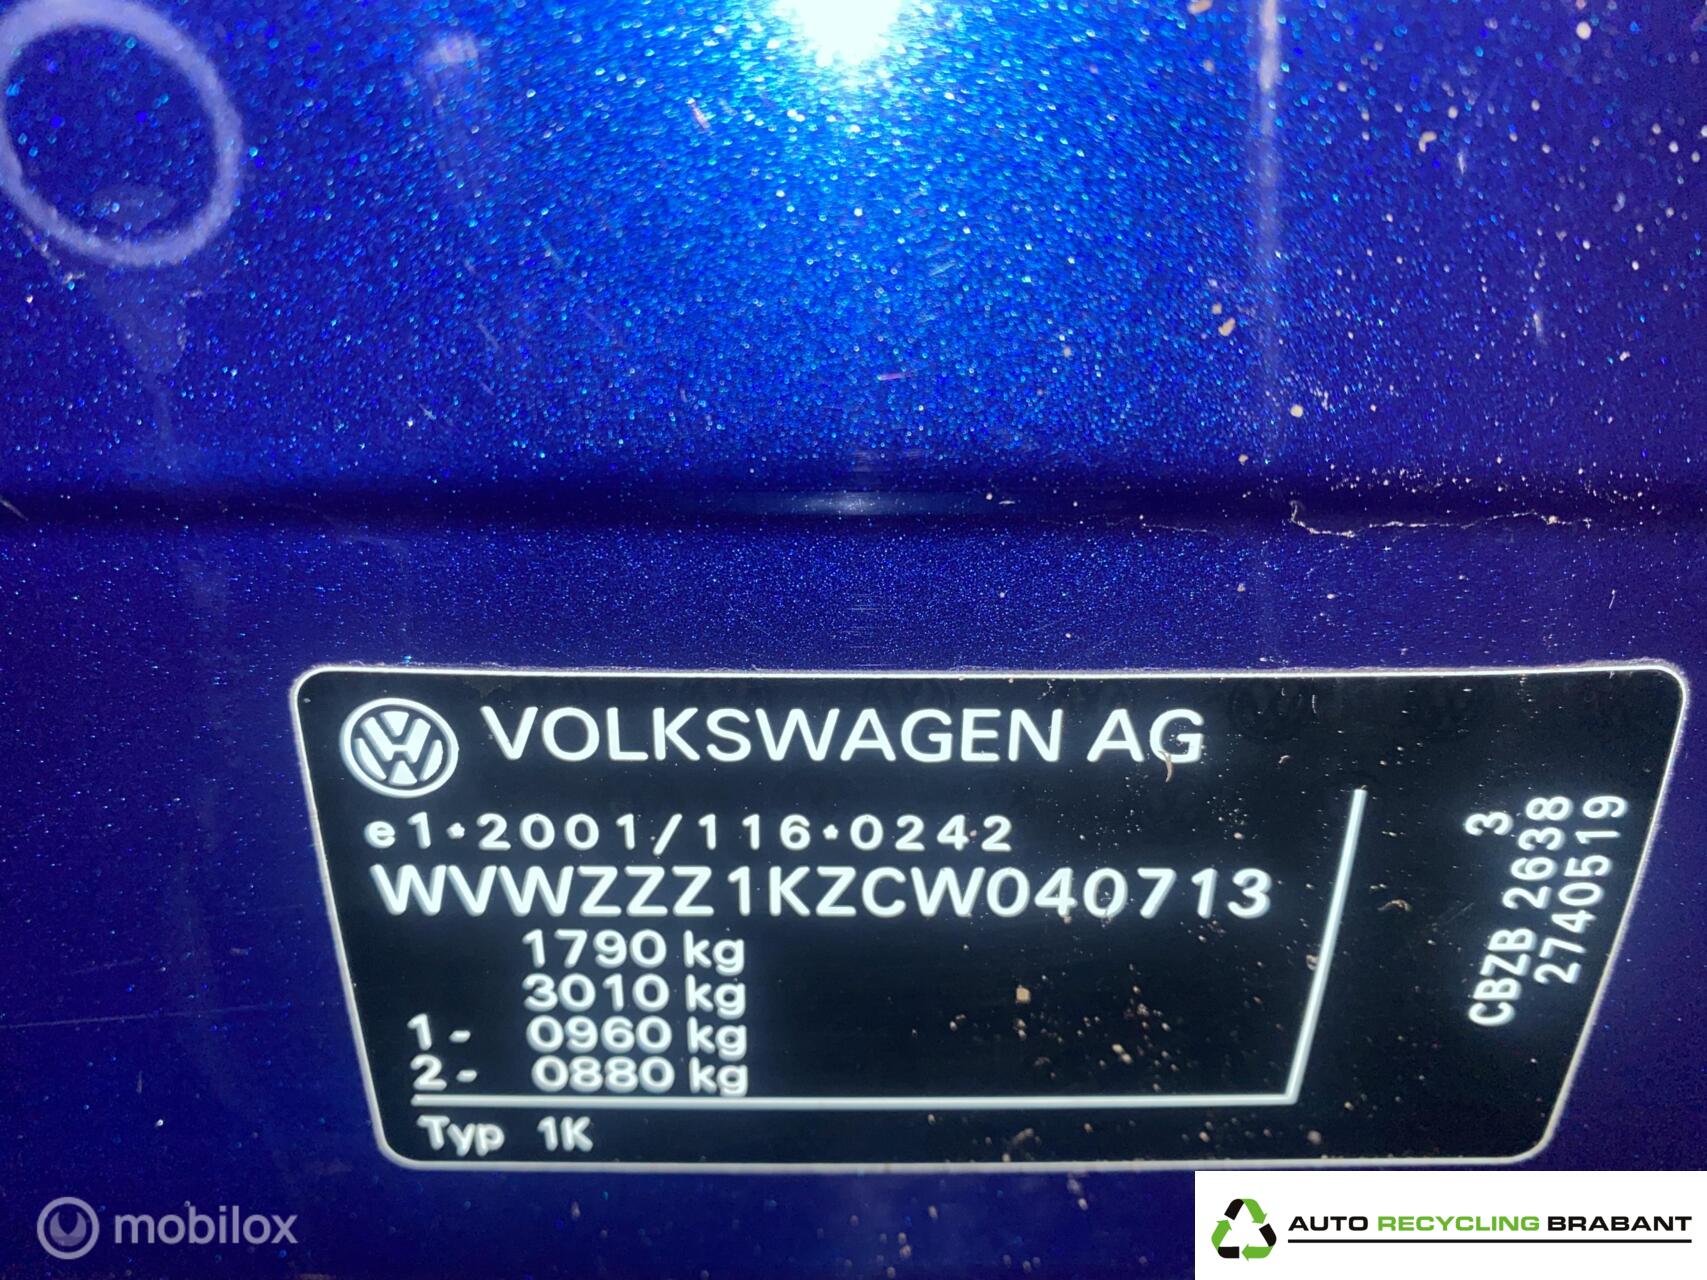 VOLKSWAGEN AG
e1*2001/116*0242
WVWZZZ1KZCW040713
1790 kg
3010 kg
1- 0960 kg
2- 0880 kg
Typ 1K
3
CBZB 2638
2740519
mobilox
AUTO RECYCLING BRABANT